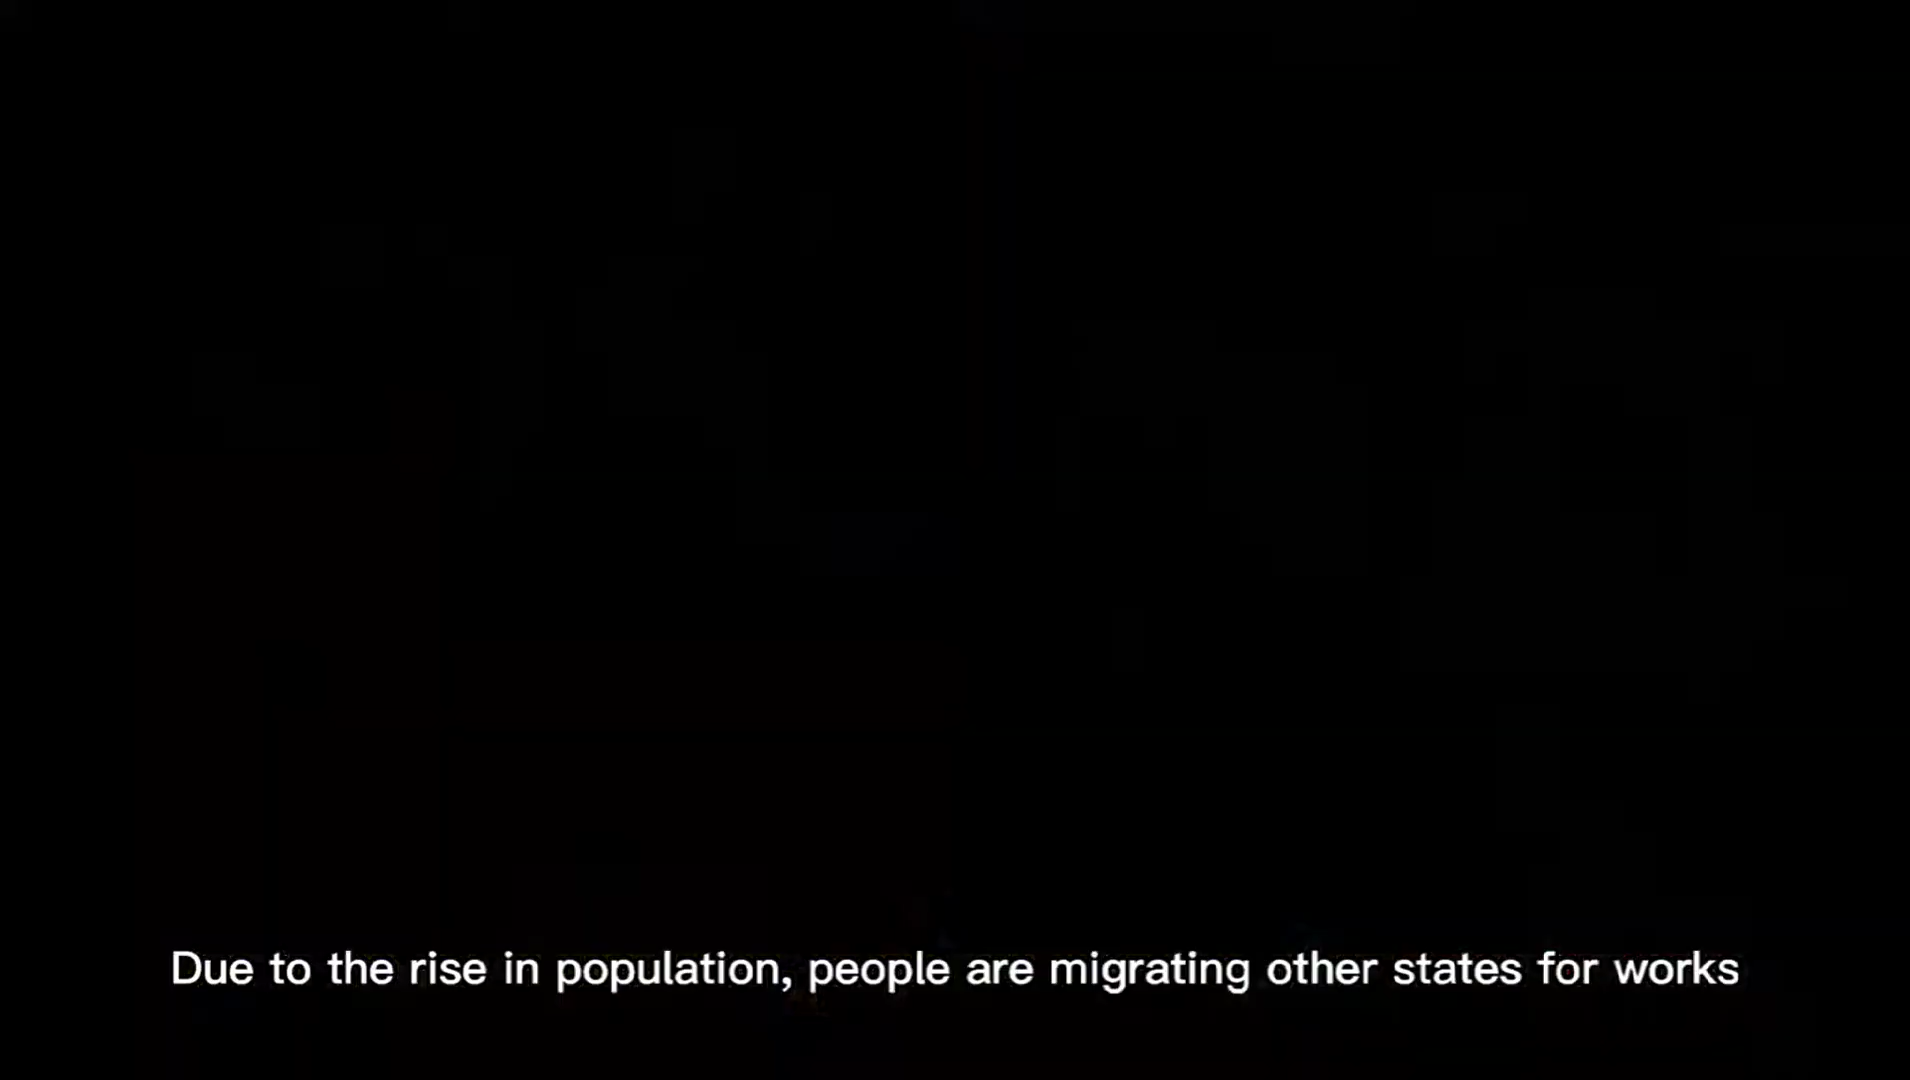 Due to the rise in population, people are migrating other states for works